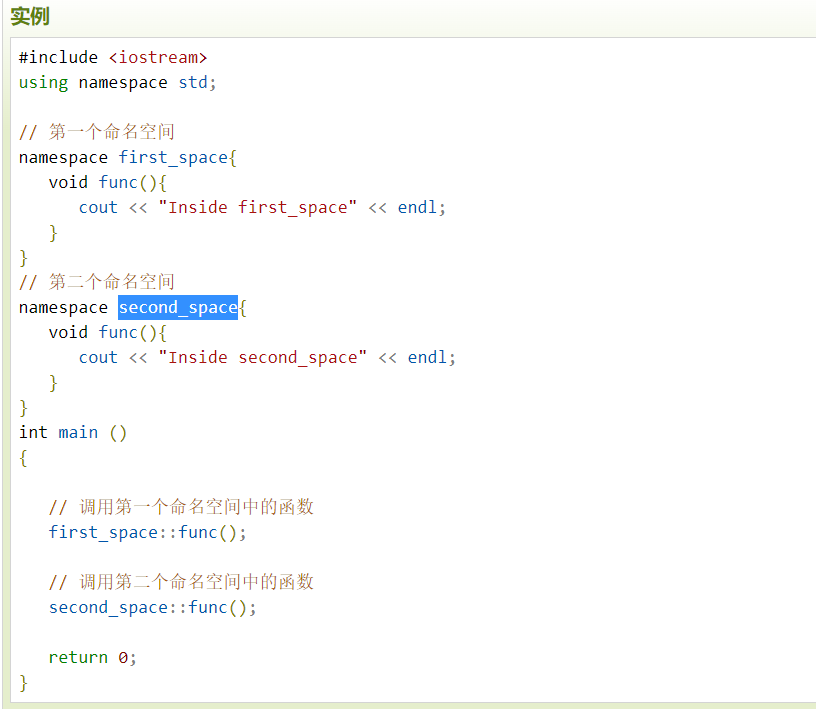 实例
#include <iostream>
using namespace std;
// 第一个命名空间
namespace first_space{
void func(){
cout << "Inside first_space" << endl;
}
}
// 第二个命名空间
namespace second_space{
void func(){
cout << "Inside second_space" << endl;
}
}
int main ()
{
// 调用第一个命名空间中的函数
first_space::func();
// 调用第二个命名空间中的函数
second_space::func();
return 0;
}